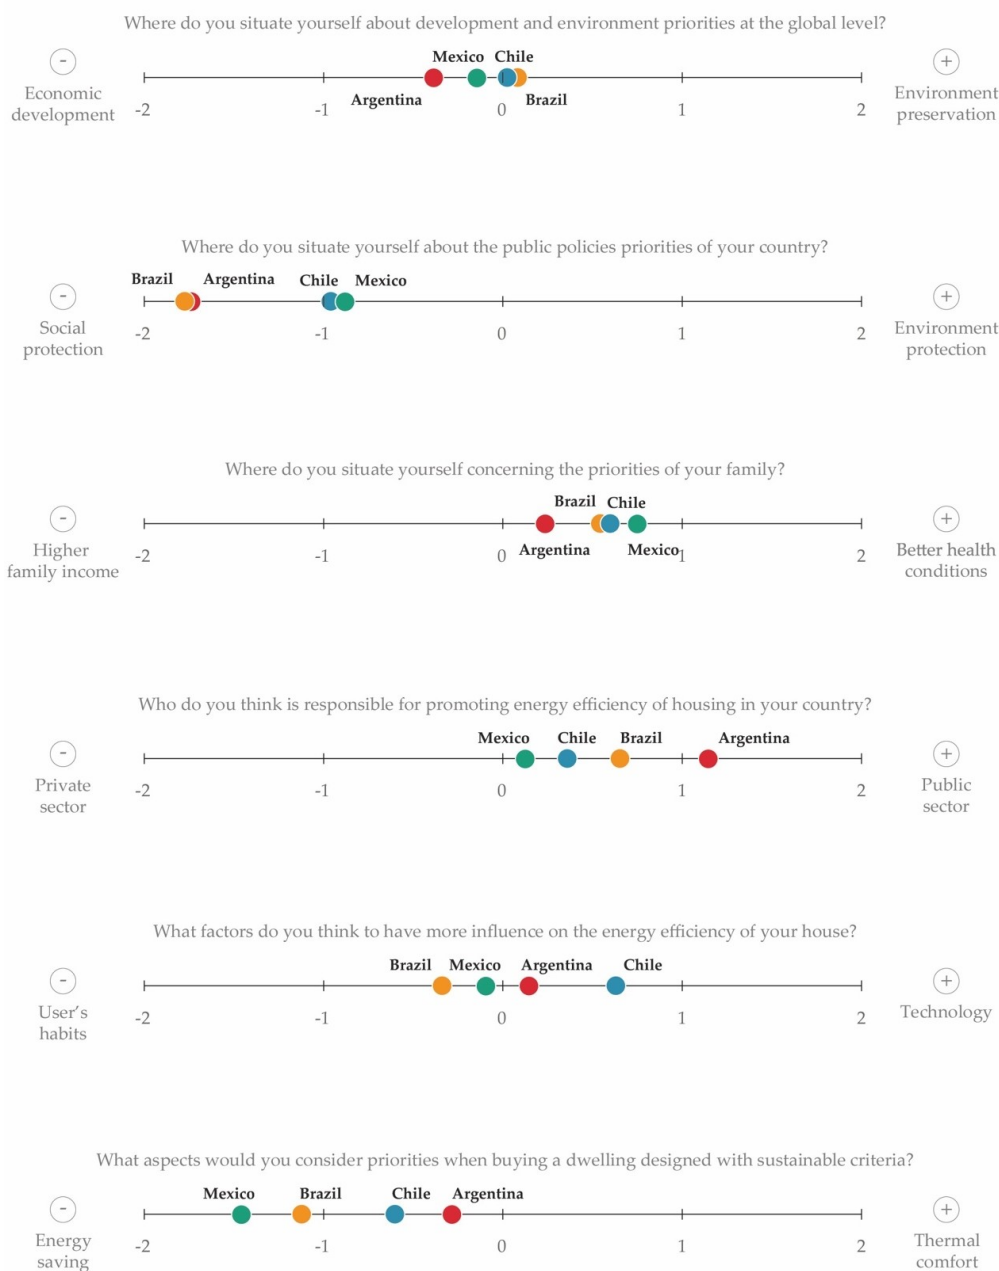 Where do you situate yourself about development and environment priorities at the global level?
Mexico Chile
- +
Economic development
Argentina Brazil
Environment preservation
-2 -1 0 1 2
Where do you situate yourself about the public policies priorities of your country?
Brazil Argentina Chile Mexico
- +
Social protection
Environment protection
-2 -1 0 1 2
Where do you situate yourself concerning the priorities of your family?
Brazil Chile
- +
Higher family income
Argentina Mexico
Better health conditions
-2 -1 0 1 2
Who do you think is responsible for promoting energy efficiency of housing in your country?
Mexico Chile Brazil Argentina
- +
Private sector
Public sector
-2 -1 0 1 2
What factors do you think to have more influence on the energy efficiency of your house?
Brazil Mexico Argentina Chile
- +
User's habits
Technology
-2 -1 0 1 2
What aspects would you consider priorities when buying a dwelling designed with sustainable criteria?
Mexico Brazil Chile Argentina
- +
Energy saving
Thermal comfort
-2 -1 0 1 2